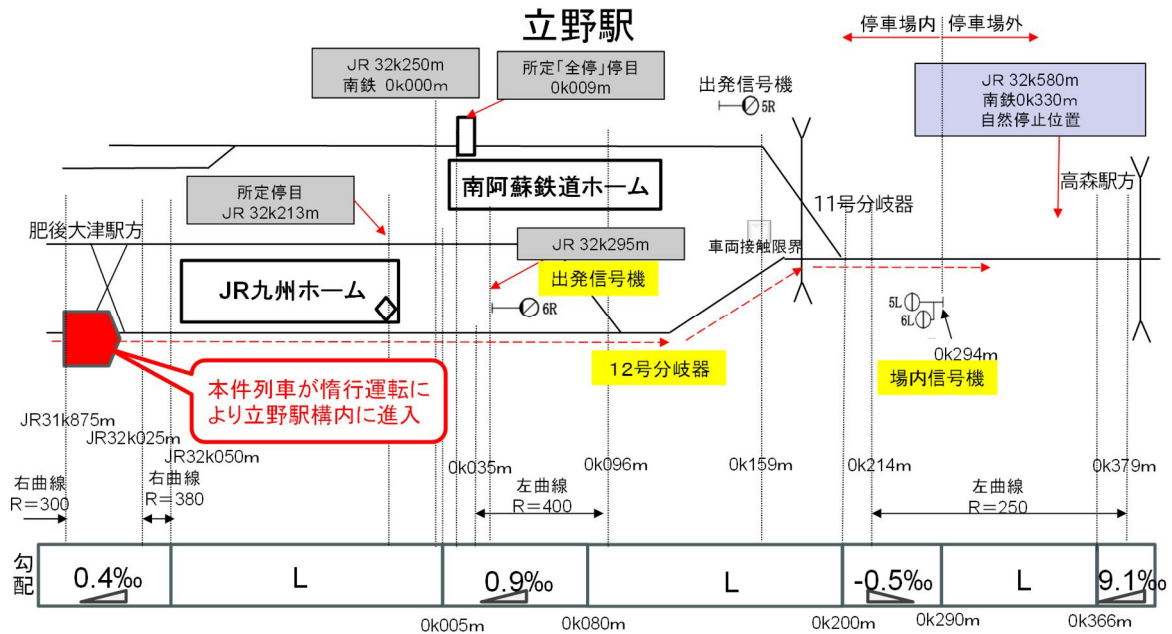 立野駅
停車場内
停車場外
JR 32k250m
南鉄 0k000m
所定「全停」停目
0k009m
出発信号機
5R
JR 32k580m
南鉄0k330m
自然停止位置
南阿蘇鉄道ホーム
高森駅方
所定停目
JR 32k213m
11号分岐器
肥後大津駅方
JR 32k295m
車両接触限界
出発信号機
JR九州ホーム
6R
5L
6L
0k294m
12号分岐器
場内信号機
本件列車が惰行運転に
より立野駅構内に進入
JR31k875m
JR32k025m
JR32k050m
0k035m
0k096m
0k159m
0k214m
0k379m
右曲線
R=300
右曲線
R=380
左曲線
R=400
左曲線
R=250
勾配
0.4‰
L
0.9‰
L
-0.5‰
L
9.1‰
0k005m
0k080m
0k200m
0k290m
0k366m